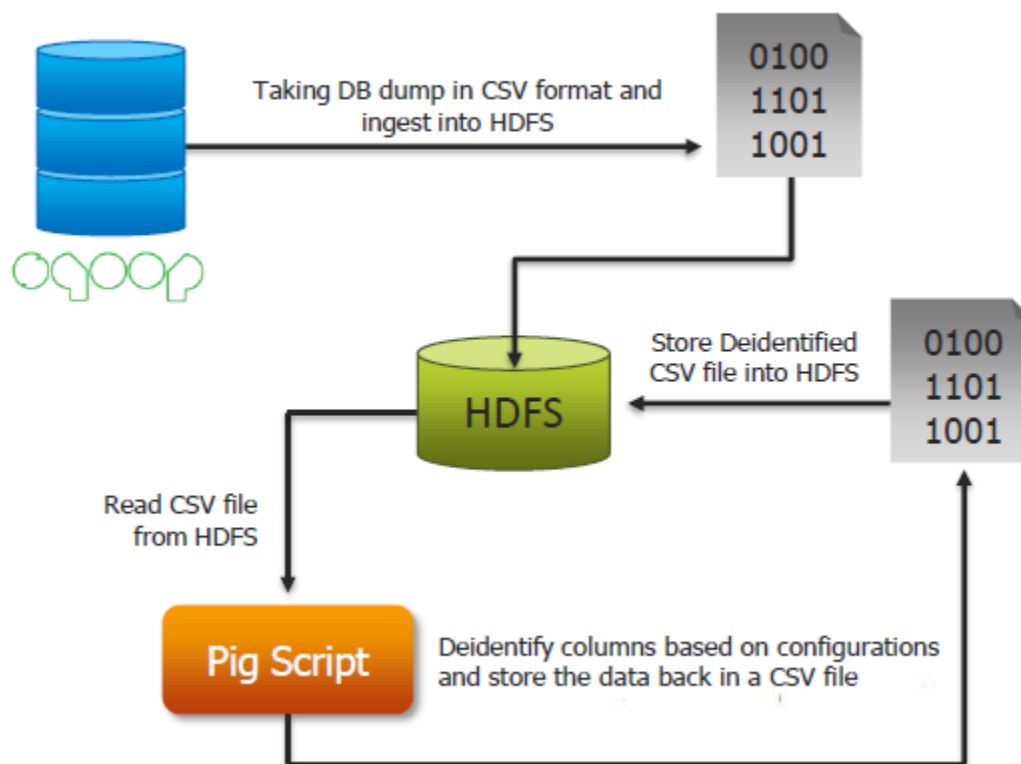 Taking DB dump in CSV format and
ingest into HDFS
0100
1101
1001
sqoop
HDFS
Store Deidentified
CSV file into HDFS
0100
1101
1001
Read CSV file
from HDFS
Pig Script
Deidentify columns based on configurations
and store the data back in a CSV file